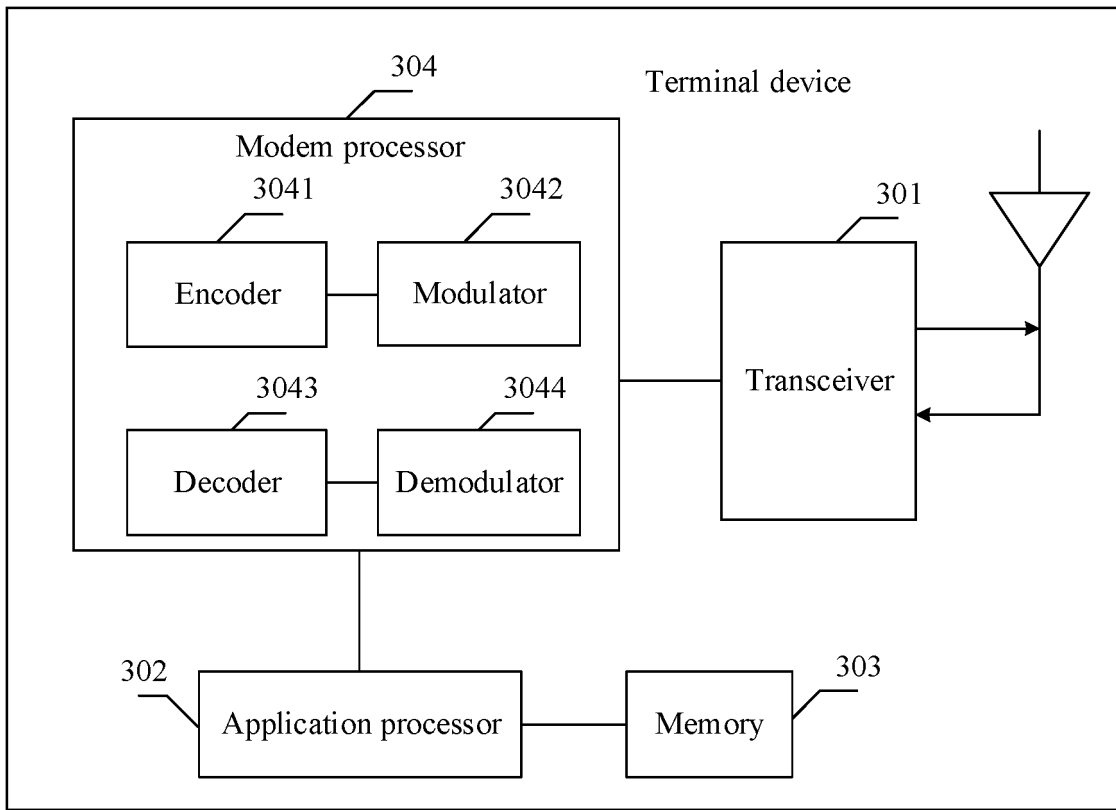 304
Terminal device
Modem processor
3041
3042
301
Encoder
Modulator
Transceiver
3043
3044
Decoder
Demodulator
302
303
Application processor
Memory